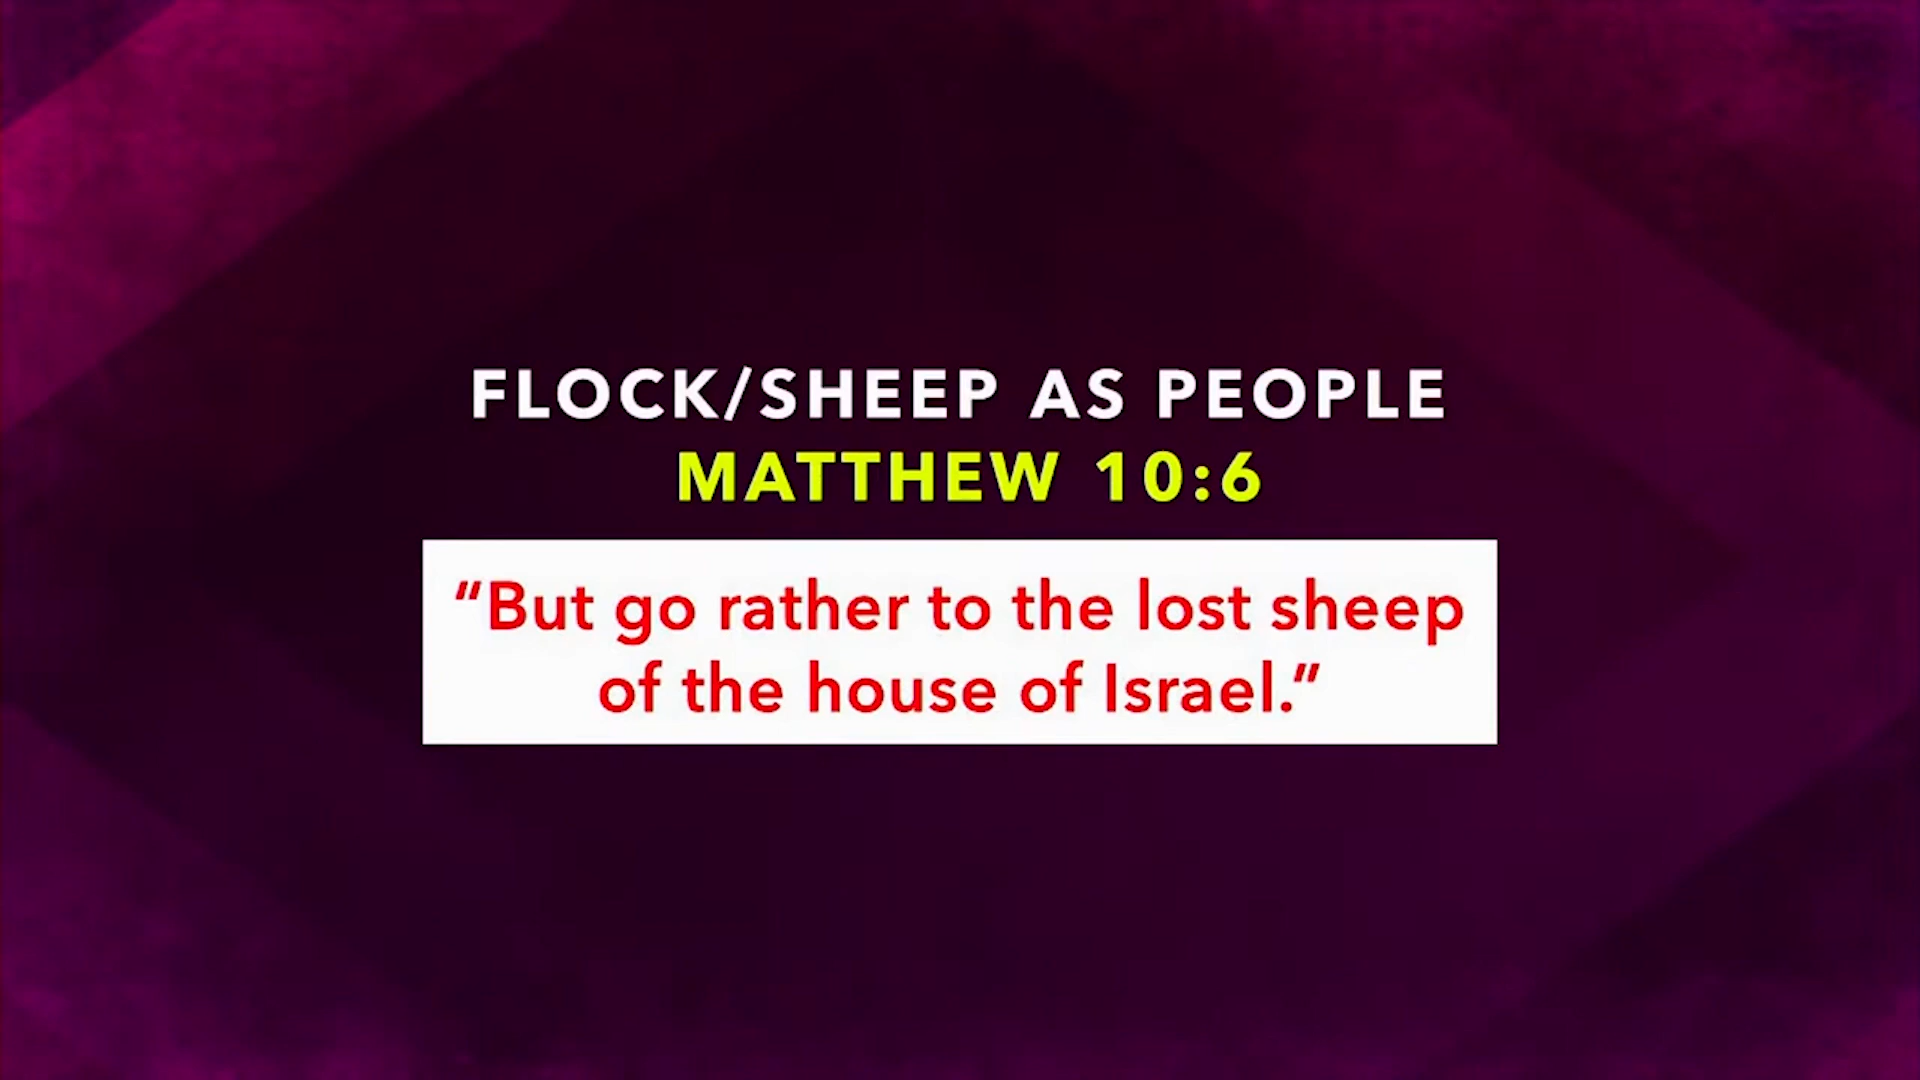 FLOCK/SHEEP AS PEOPLE
MATTHEW 10:6
“But go rather to the lost sheep
of the house of Israel.”